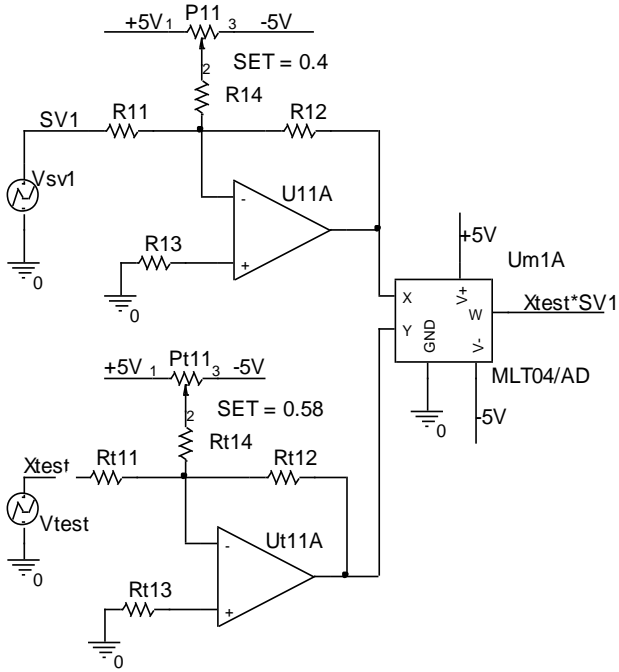 P11
+5V 1 3 -5V
2 SET = 0.4
R14
SV1 R11 R12
Vsv1
U11A
-
+
R13
0
0
+5V
Um1A
X
Y
V+
W
GND
V-
Xtest*SV1
MLT04/AD
0
-5V
Pt11
+5V 1 3 -5V
2 SET = 0.58
Rt14
Xtest Rt11 Rt12
Vtest
Ut11A
-
+
0
Rt13
0